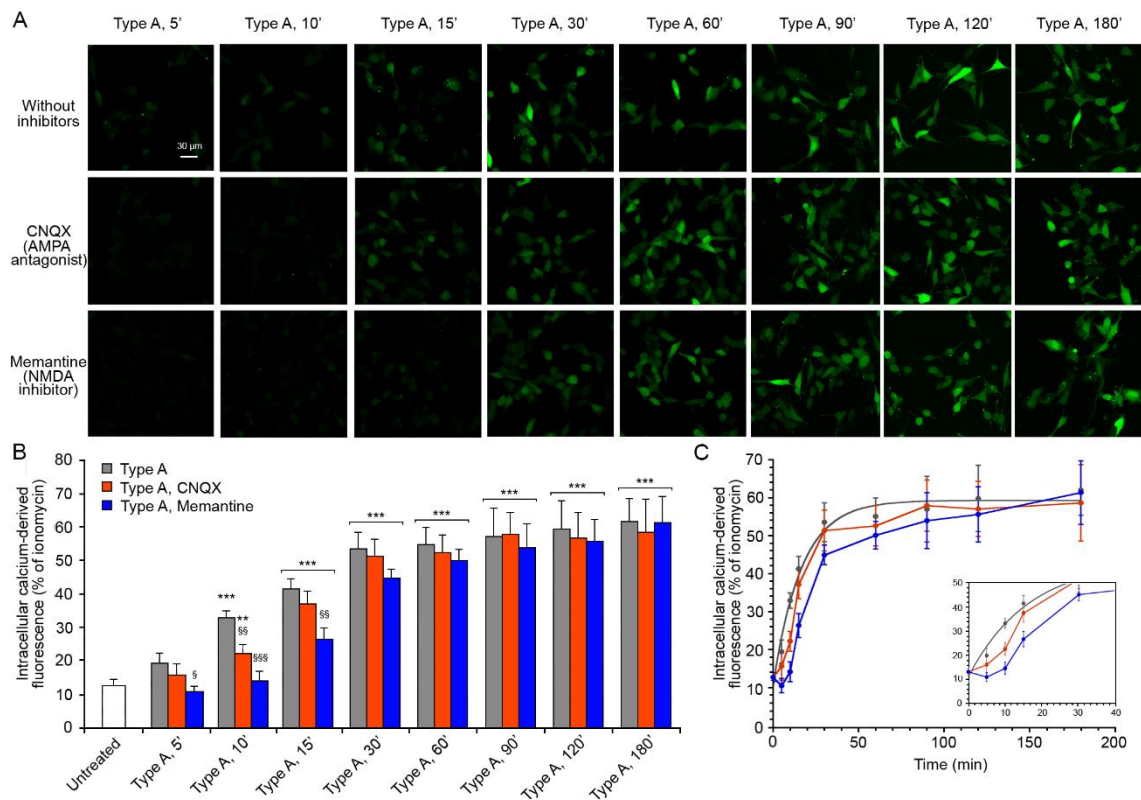 A
Type A, 5' Type A, 10' Type A, 15' Type A, 30' Type A, 60' Type A, 90' Type A, 120' Type A, 180'
Without
inhibitors
30 µm
CNQX
(AMPA
antagonist)
Memantine
(NMDA
inhibitor)
B
Intracellular calcium-derived
fluorescence (% of ionomycin)
80
70
60
50
40
30
20
10
0
Type A
Type A, CNQX
Type A, Memantine
§
***
**
§§
§§§
***
§§
***
***
***
***
***
Untreated
Type A, 5'
Type A, 10'
Type A, 15'
Type A, 30'
Type A, 60'
Type A, 90'
Type A, 120'
Type A, 180'
C
Intracellular calcium-derived
fluorescence (% of ionomycin)
70
60
50
40
30
20
10
0
0 50 100 150 200
Time (min)
50
40
30
20
10
0
0 10 20 30 40